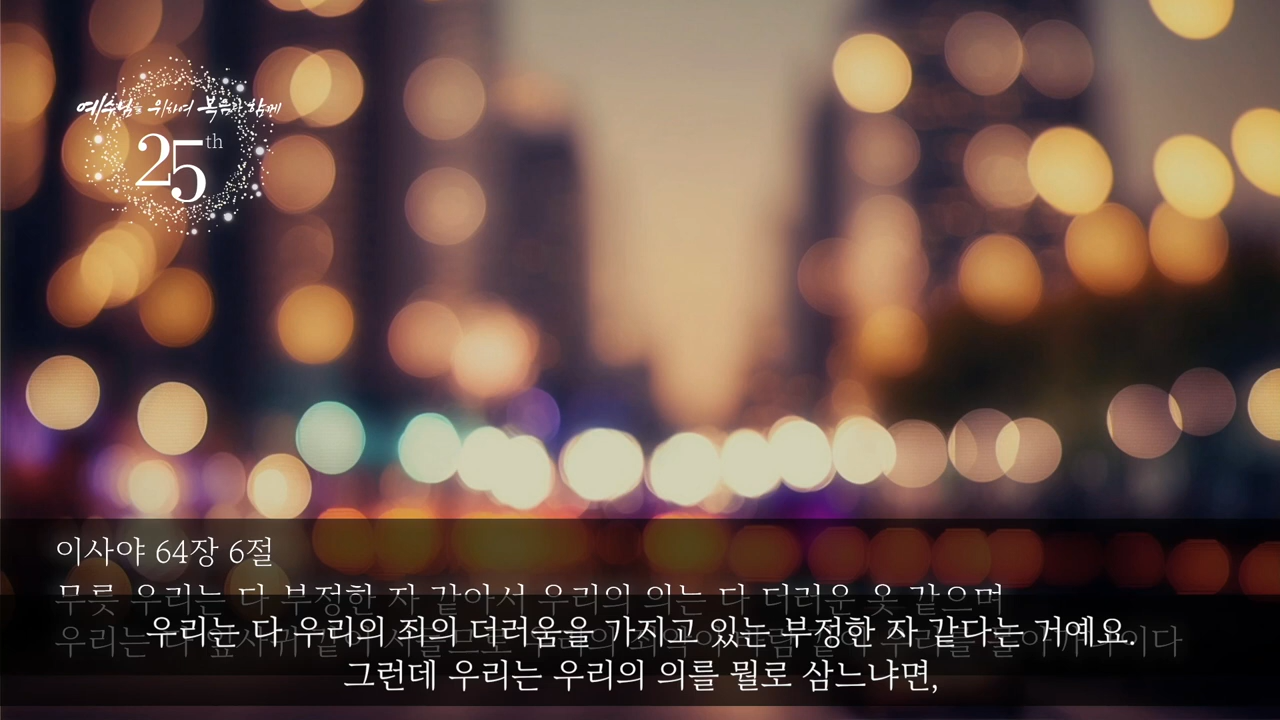 예수님을 위하여 복음과 함께
25th
이사야 64장 6절
무릇 우리는 다 부정한 자 같아서 우리의 의는 다 더러운 옷 같으며
우리는 다
우리는 다 우리의 죄의 더러움을 가지고 있는 부정한 자 같다는 거예요.
그런데 우리는 우리의 의를 뭘로 삼느냐면,